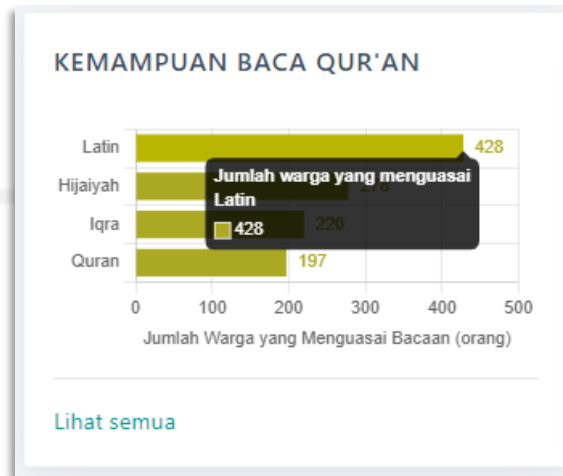 KEMAMPUAN BACA QUR'AN
Latin
428
Jumlah warga yang menguasai
Latin
428
Hijaiyah
278
Iqra
220
Quran
197
0 100 200 300 400 500
Jumlah Warga yang Menguasai Bacaan (orang)
Lihat semua